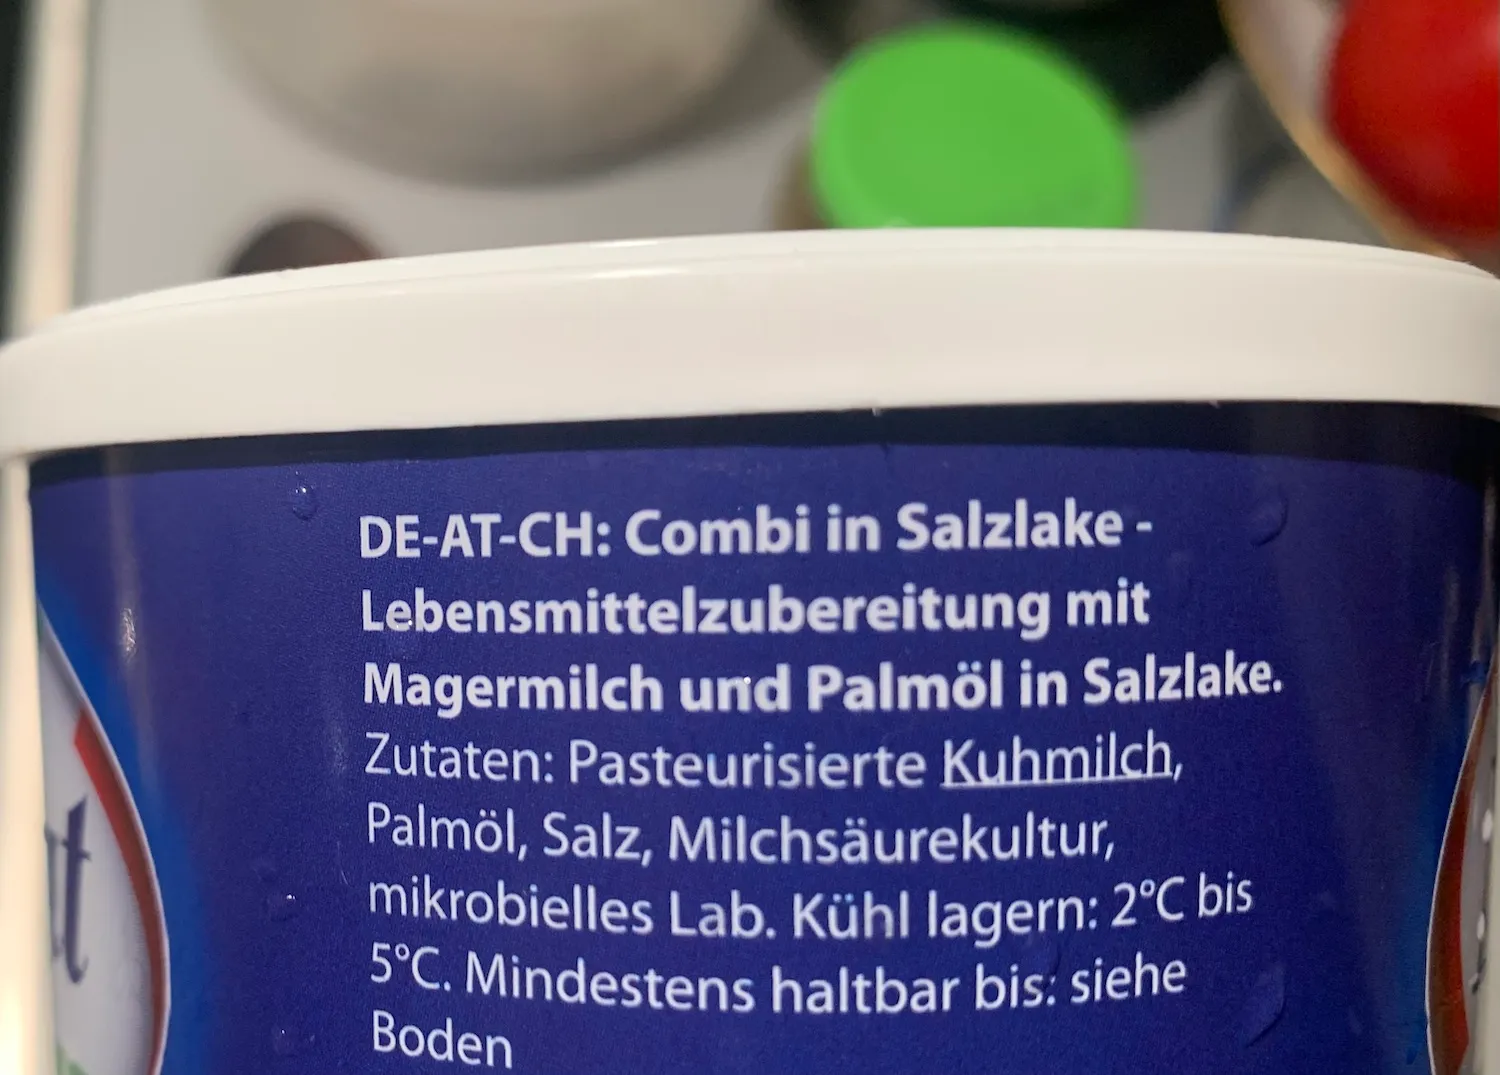 DE-AT-CH: Combi in Salzlake -
Lebensmittelzubereitung mit
Magermilch und Palmöl in Salzlake.
Zutaten: Pasteurisierte Kuhmilch,
Palmöl, Salz, Milchsäurekultur,
mikrobielles Lab. Kühl lagern: 2°C bis
5°C. Mindestens haltbar bis: siehe
Boden